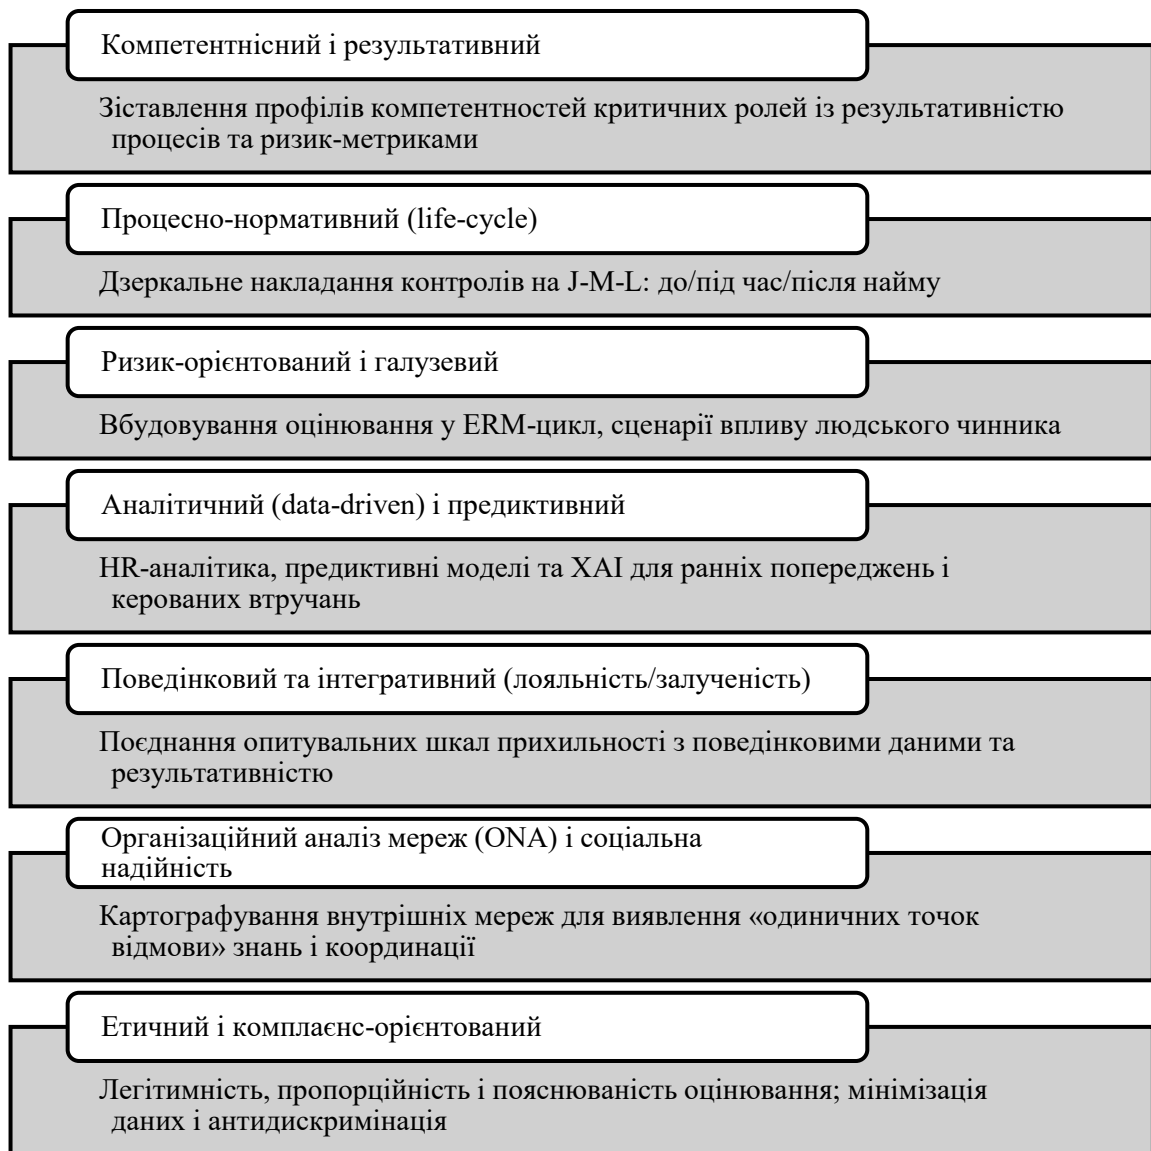 Компетентнісний і результативний
Зіставлення профілів компетентностей критичних ролей із результативністю
процесів та ризик-метриками
Процесно-нормативний (life-cycle)
Дзеркальне накладання контролів на J-M-L: до/під час/після найму
Ризик-орієнтований і галузевий
Вбудовування оцінювання у ERM-цикл, сценарії впливу людського чинника
Аналітичний (data-driven) і предиктивний
HR-аналітика, предиктивні моделі та XAI для ранніх попереджень і
керованих втручань
Поведінковий та інтегративний (лояльність/залученість)
Поєднання опитувальних шкал прихильності з поведінковими даними та
результативністю
Організаційний аналіз мереж (ONA) і соціальна
надійність
Картографування внутрішніх мереж для виявлення «одиничних точок
відмови» знань і координації
Етичний і комплаєнс-орієнтований
Легітимність, пропорційність і пояснюваність оцінювання; мінімізація
даних і антидискримінація